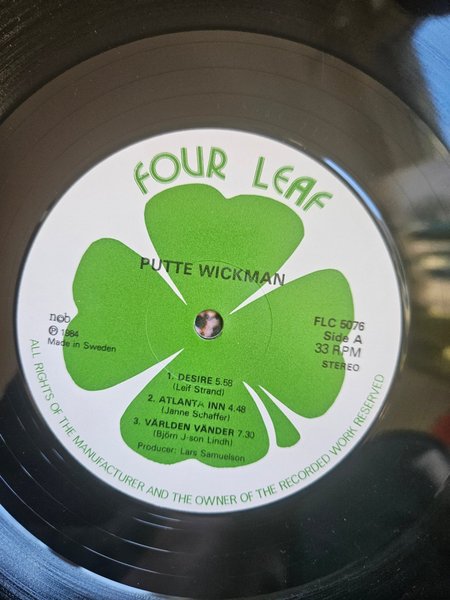 FOUR LEAF
PUTTE WICKMAN
FLC 5076
Side A
33 RPM
STEREO
ncb
℗ 1984
Made in Sweden
1. DESIRE 5.58
(Leif Strand)
2. ATLANTA INN 4.48
(Janne Schaffer)
3. VÄRLDEN VÄNDER 7.30
(Björn J-son Lindh)
Producer: Lars Samuelson
ALL RIGHTS OF THE MANUFACTURER AND THE OWNER OF THE RECORDED WORK RESERVED